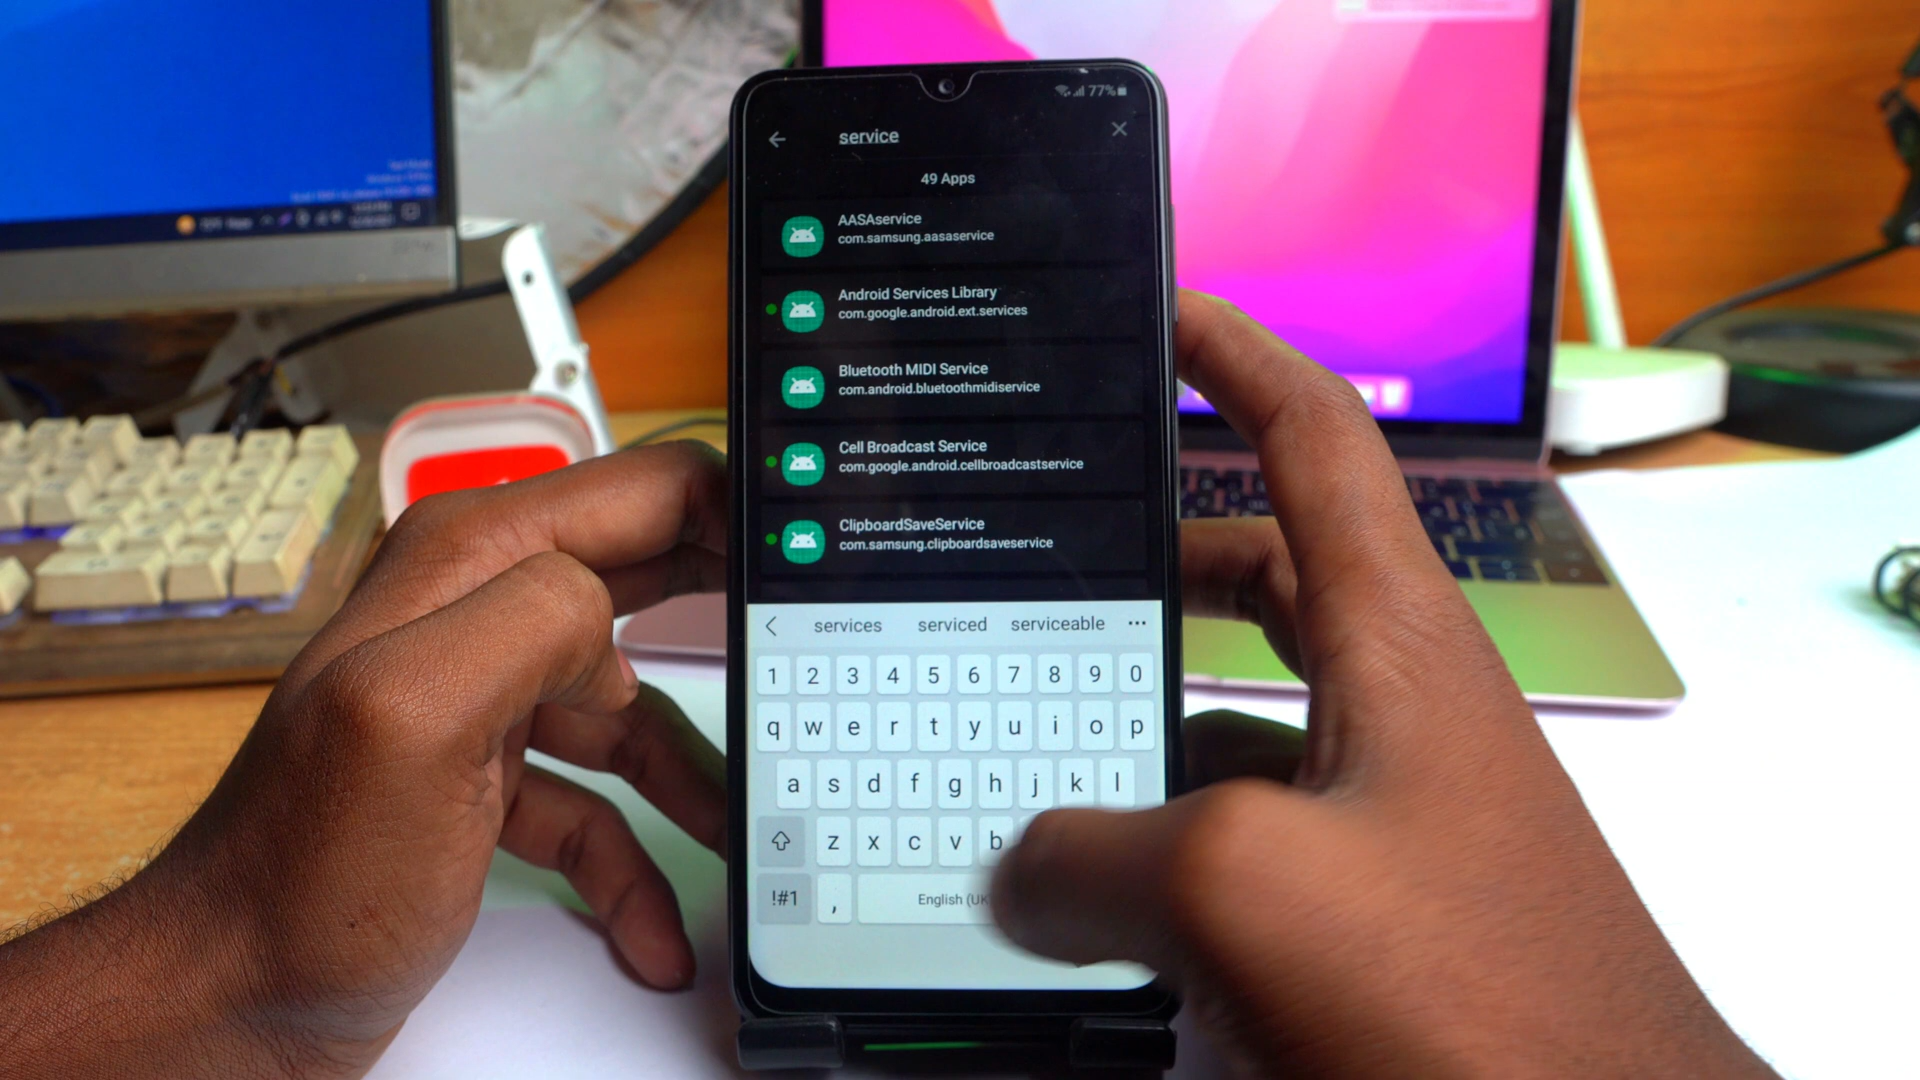 77%
service
49 Apps
AASAservice
com.samsung.aasaservice
Android Services Library
com.google.android.ext.services
Bluetooth MIDI Service
com.android.bluetoothmidiservice
Cell Broadcast Service
com.google.android.cellbroadcastservice
ClipboardSaveService
com.samsung.clipboardsaveservice
services serviced serviceable
1 2 3 4 5 6 7 8 9 0
q w e r t y u i o p
a s d f g h j k l
z x c v b
!#1 , English (UK